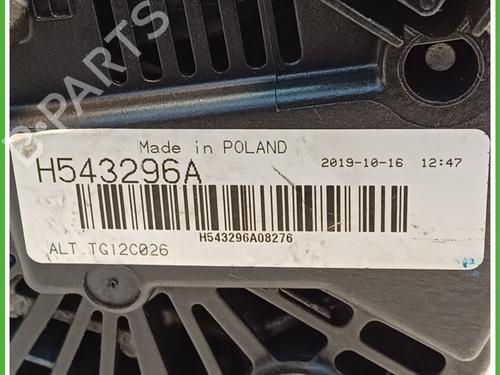 B-PARTS
Made in POLAND
H543296A
2019-10-16 12:47
H543296A08276
ALT.TG12C026